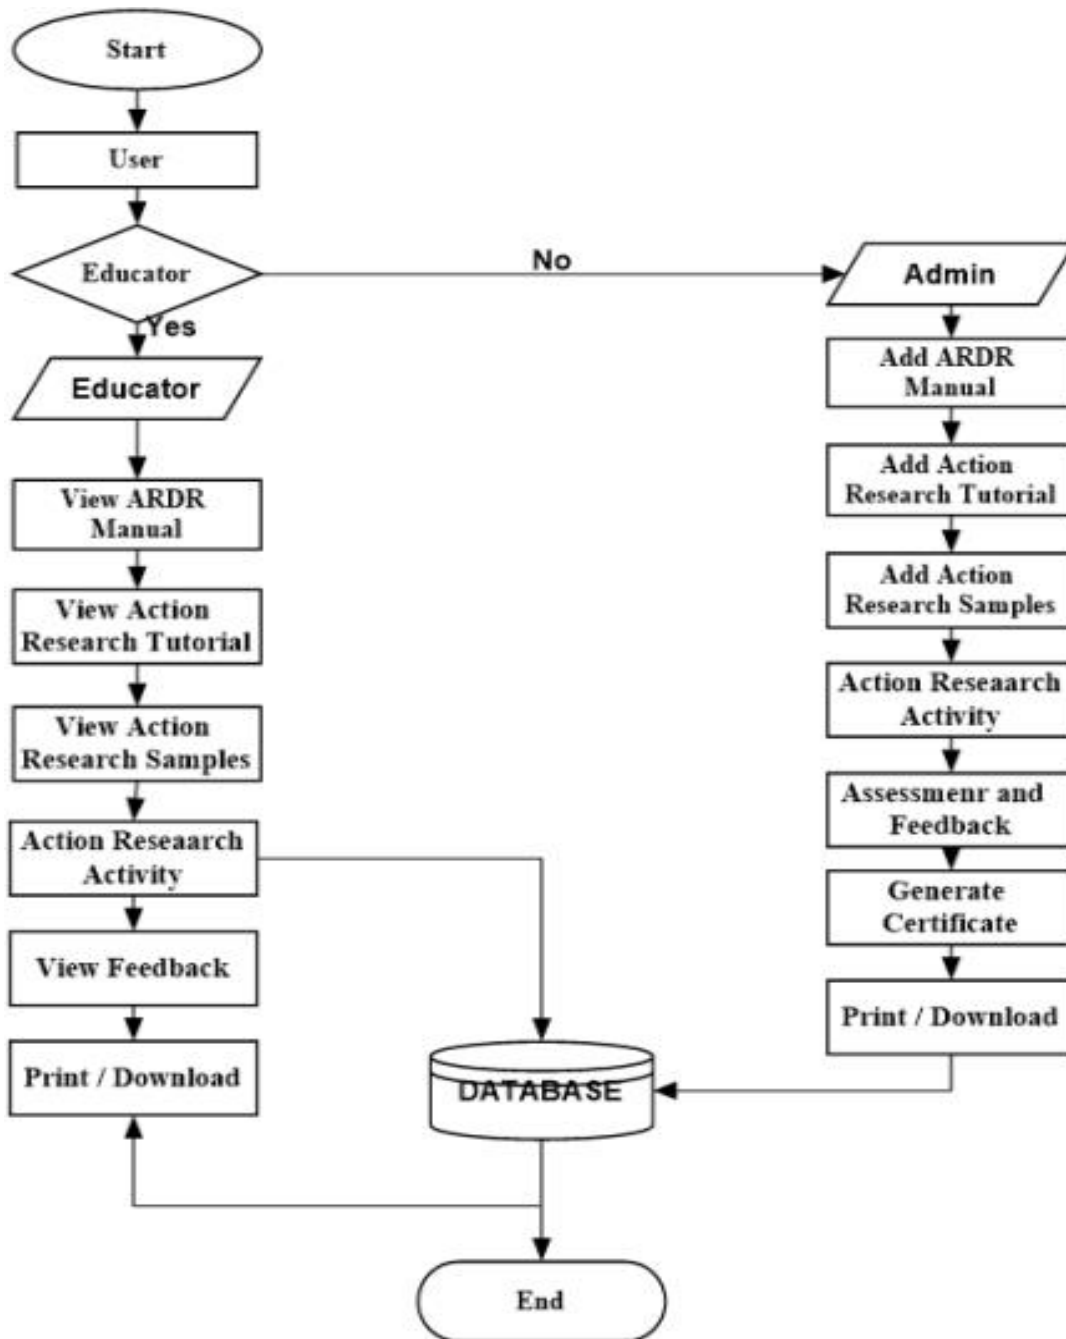 Start
User
Educator
No
Yes
Educator
View ARDR
Manual
View Action
Research Tutorial
View Action
Research Samples
Action Reseaarch
Activity
View Feedback
Print / Download
Admin
Add ARDR
Manual
Add Action
Research Tutorial
Add Action
Research Samples
Action Reseaarch
Activity
Assessmenr and
Feedback
Generate
Certificate
Print / Download
DATABASE
End